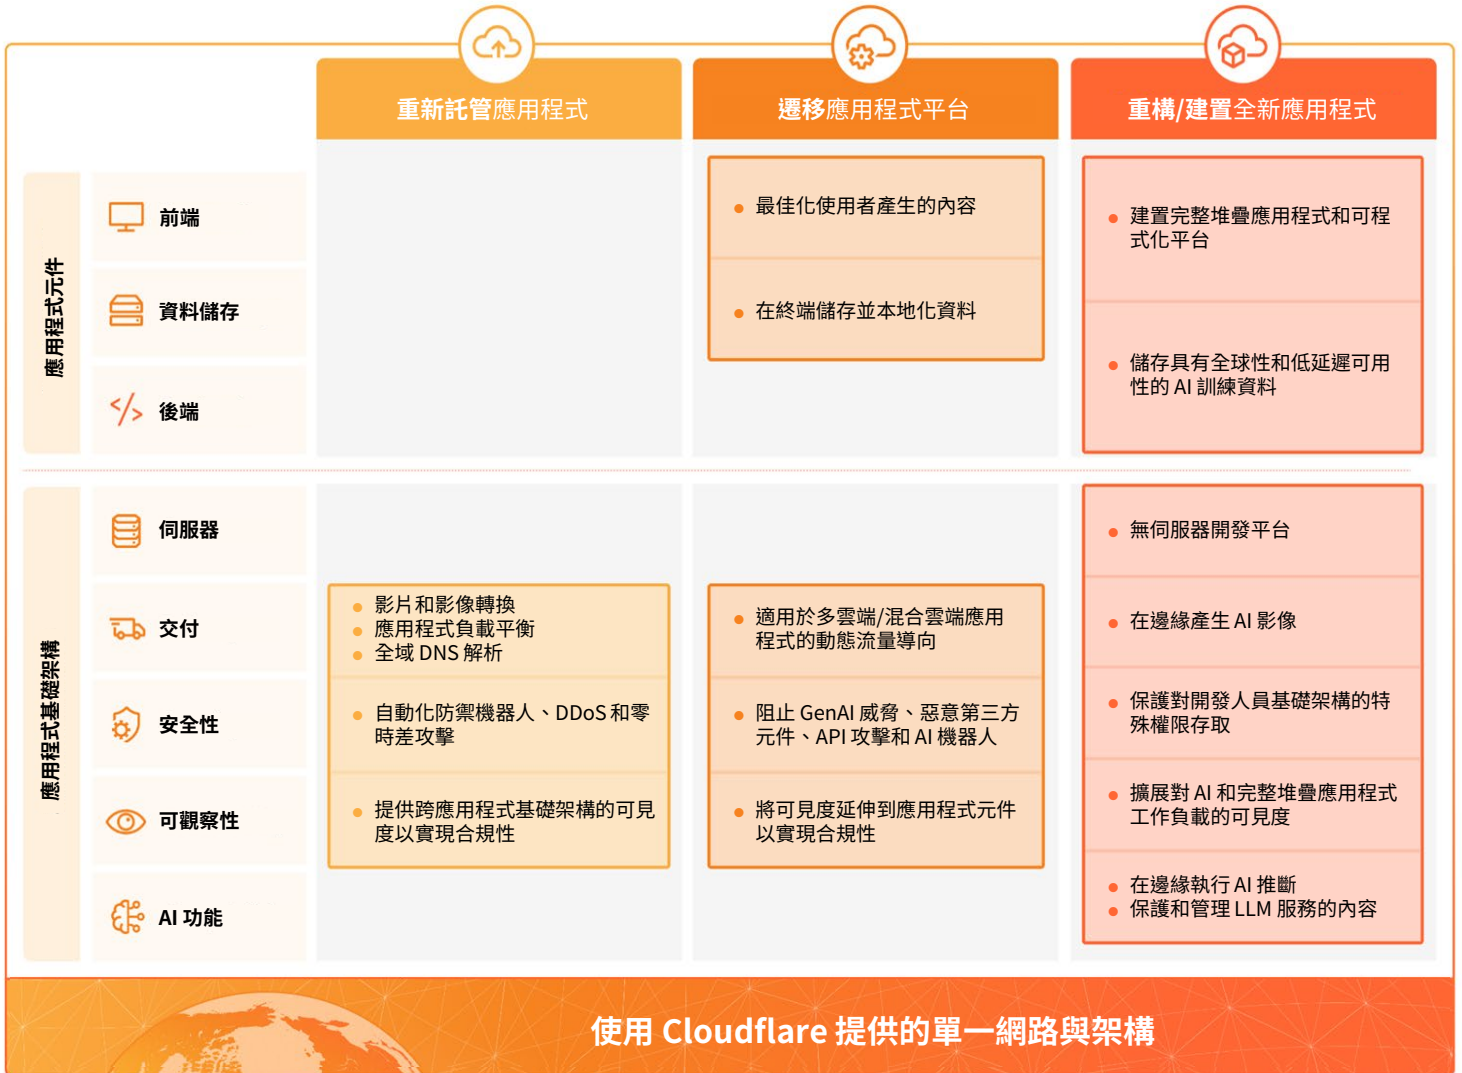 重新託管應用程式
遷移應用程式平台
重構/建置全新應用程式
應用程式元件
前端
最佳化使用者產生的內容
建置完整堆疊應用程式和可程
式化平台
資料儲存
在終端儲存並本地化資料
儲存具有全球性和低延遲可用
性的 AI 訓練資料
後端
應用程式基礎架構
伺服器
無伺服器開發平台
交付
影片和影像轉換
應用程式負載平衡
全域 DNS 解析
適用於多雲端/混合雲端應用
程式的動態流量導向
在邊緣產生 AI 影像
安全性
自動化防禦機器人、DDoS 和零
時差攻擊
阻止 GenAI 威脅、惡意第三方
元件、API 攻擊和 AI 機器人
保護對開發人員基礎架構的特
殊權限存取
可觀察性
提供跨應用程式基礎架構的可見
度以實現合規性
將可見度延伸到應用程式元件
以實現合規性
擴展對 AI 和完整堆疊應用程式
工作負載的可見度
AI 功能
在邊緣執行 AI 推斷
保護和管理 LLM 服務的內容
使用 Cloudflare 提供的單一網路與架構